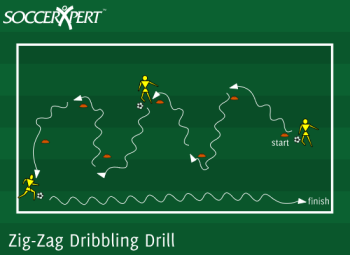 SOCCERXPERT™
start
finish
Zig-Zag Dribbling Drill